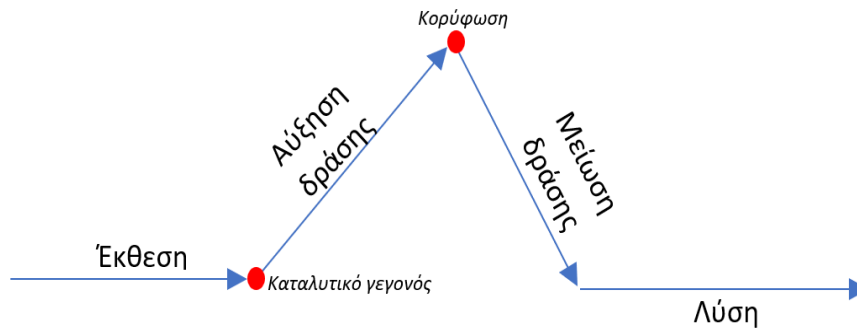 Κορύφωση
Αύξηση
δράσης
Μείωση
δράσης
Έκθεση
Καταλυτικό γεγονός
Λύση